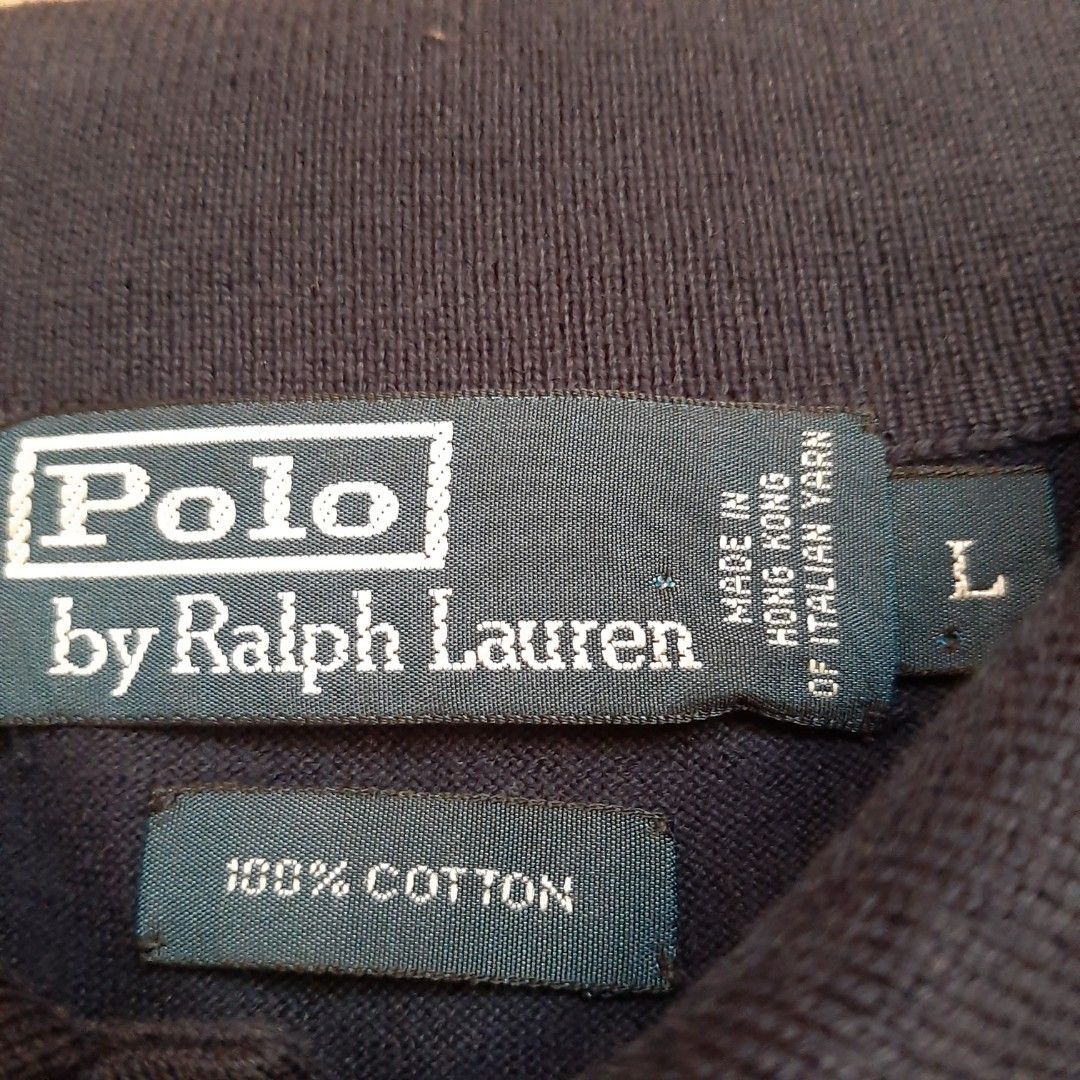 Polo
by Ralph Lauren
MADE IN
HONG KONG
OF ITALIAN YARN
L
100% COTTON